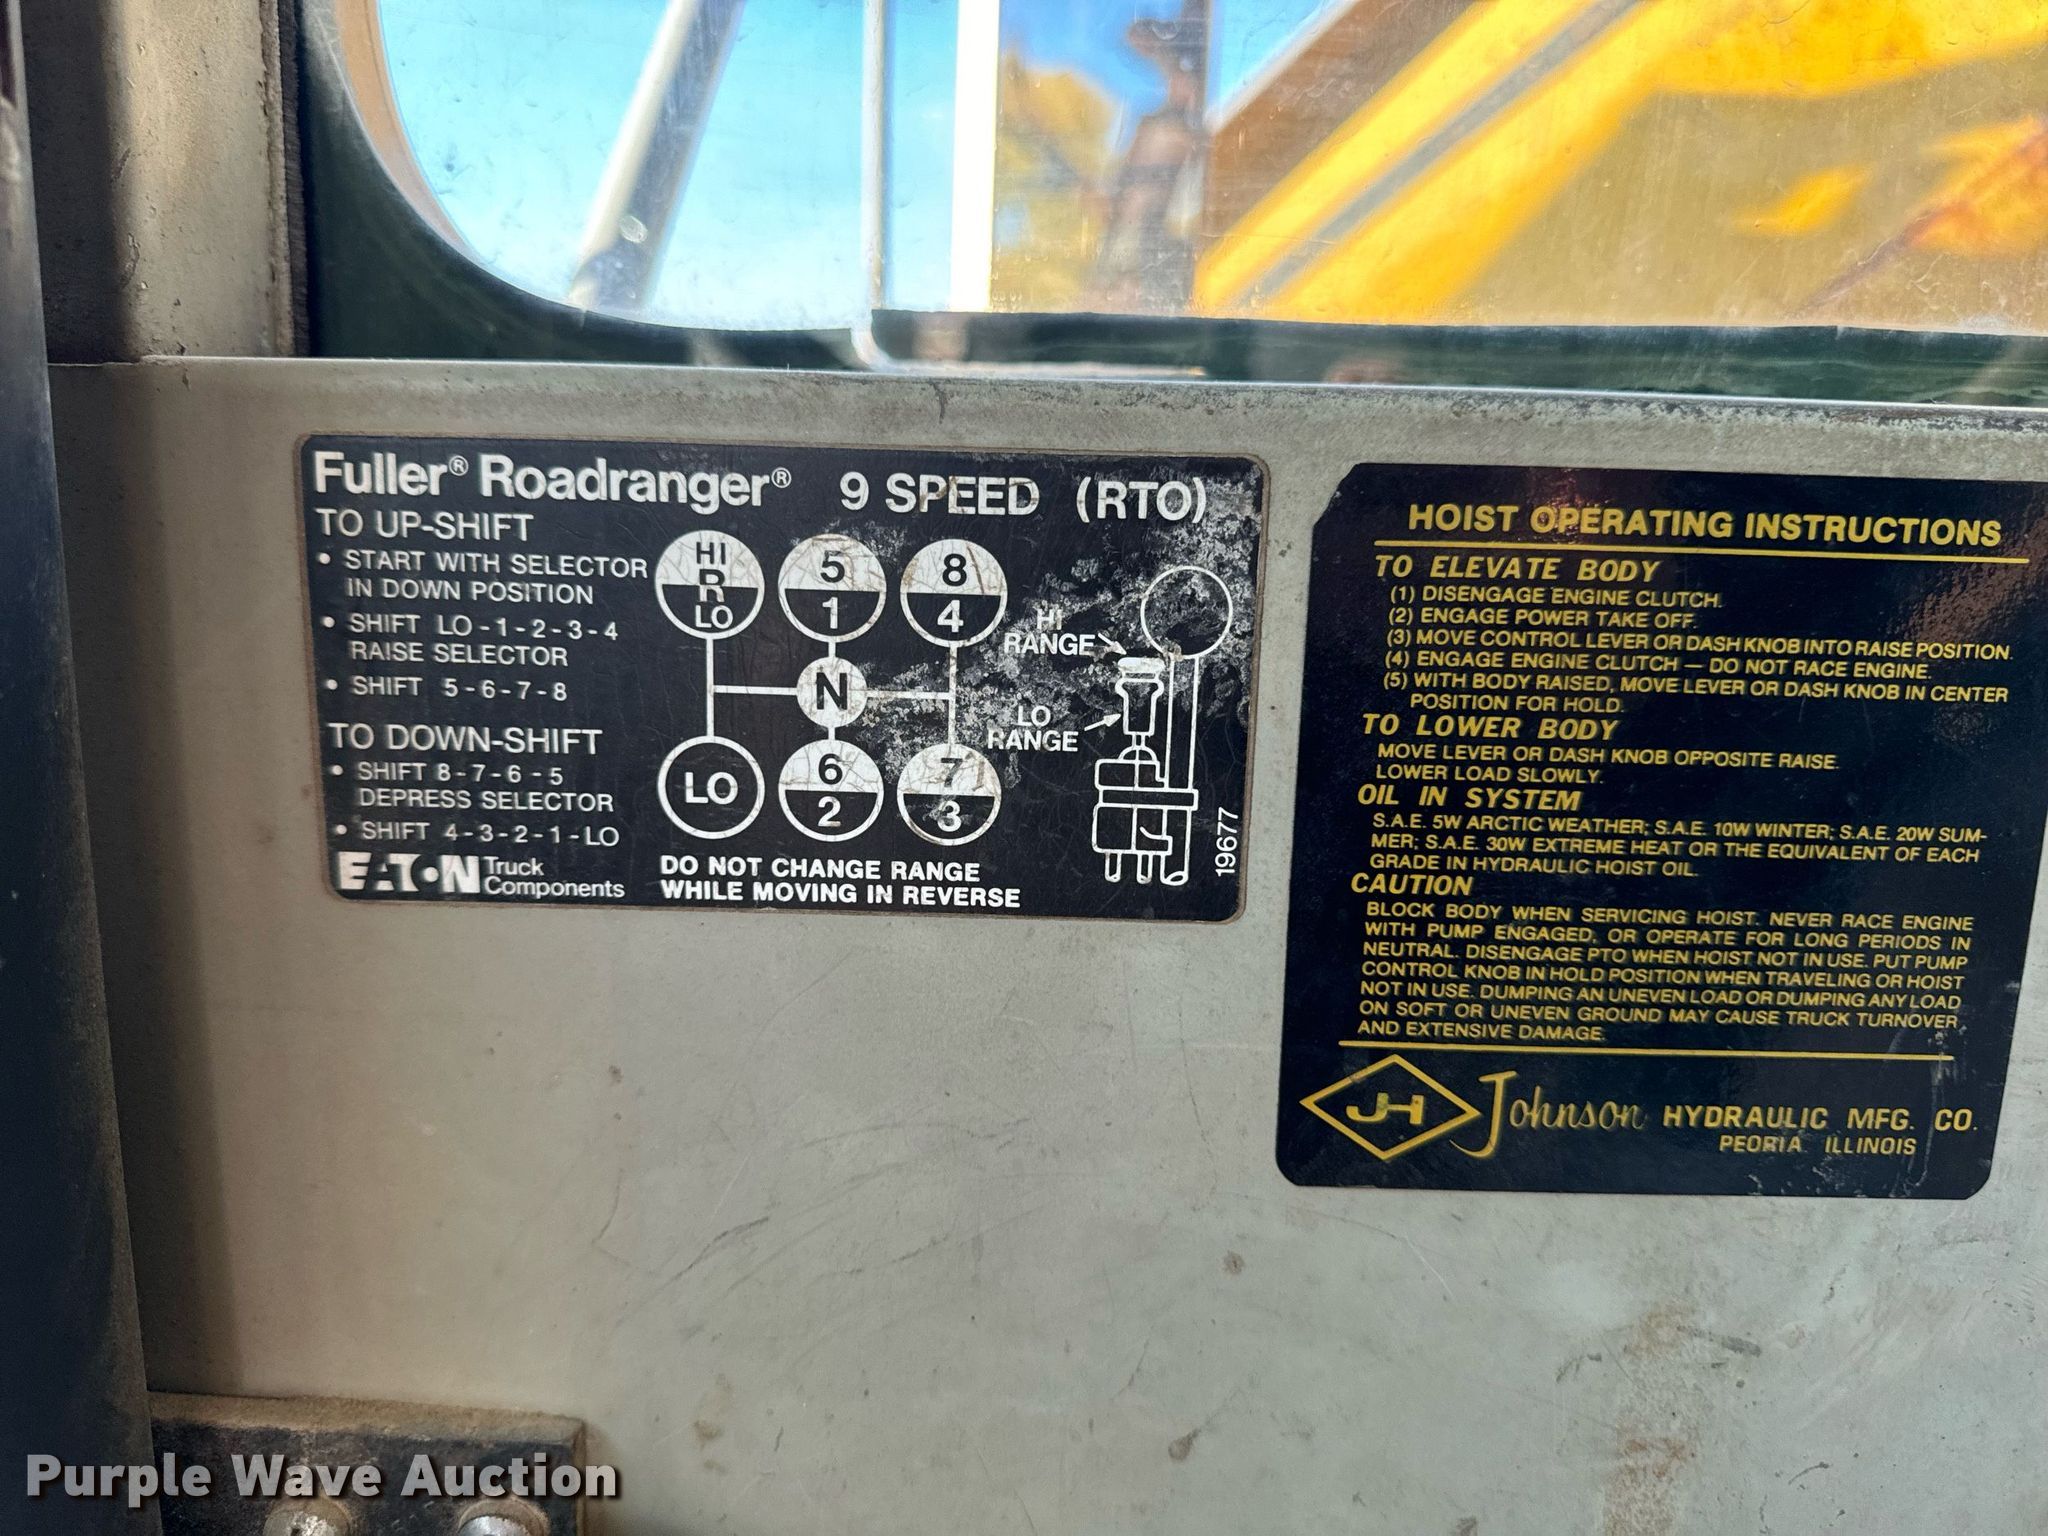 Fuller® Roadranger® 9 SPEED (RTO)
TO UP-SHIFT
• START WITH SELECTOR
IN DOWN POSITION
• SHIFT LO-1-2-3-4
RAISE SELECTOR
• SHIFT 5-6-7-8
TO DOWN-SHIFT
• SHIFT 8-7-6-5
DEPRESS SELECTOR
• SHIFT 4-3-2-1-LO
EATON Truck
Components
HI
R
LO
5
1
8
4
N
LO
6
2
7
3
DO NOT CHANGE RANGE
WHILE MOVING IN REVERSE
HI
RANGE
LO
RANGE
19677
HOIST OPERATING INSTRUCTIONS
TO ELEVATE BODY
(1) DISENGAGE ENGINE CLUTCH.
(2) ENGAGE POWER TAKE OFF.
(3) MOVE CONTROL LEVER OR DASH KNOB INTO RAISE POSITION.
(4) ENGAGE ENGINE CLUTCH — DO NOT RACE ENGINE.
(5) WITH BODY RAISED, MOVE LEVER OR DASH KNOB IN CENTER
POSITION FOR HOLD.
TO LOWER BODY
MOVE LEVER OR DASH KNOB OPPOSITE RAISE.
LOWER LOAD SLOWLY.
OIL IN SYSTEM
S.A.E. 5W ARCTIC WEATHER; S.A.E. 10W WINTER; S.A.E. 20W SUM-
MER; S.A.E. 30W EXTREME HEAT OR THE EQUIVALENT OF EACH
GRADE IN HYDRAULIC HOIST OIL.
CAUTION
BLOCK BODY WHEN SERVICING HOIST. NEVER RACE ENGINE
WITH PUMP ENGAGED, OR OPERATE FOR LONG PERIODS IN
NEUTRAL. DISENGAGE PTO WHEN HOIST NOT IN USE. PUT PUMP
CONTROL KNOB IN HOLD POSITION WHEN TRAVELING OR HOIST
NOT IN USE. DUMPING AN UNEVEN LOAD OR DUMPING ANY LOAD
ON SOFT OR UNEVEN GROUND MAY CAUSE TRUCK TURNOVER
AND EXTENSIVE DAMAGE.
JH Johnson HYDRAULIC MFG. CO.
PEORIA ILLINOIS
Purple Wave Auction